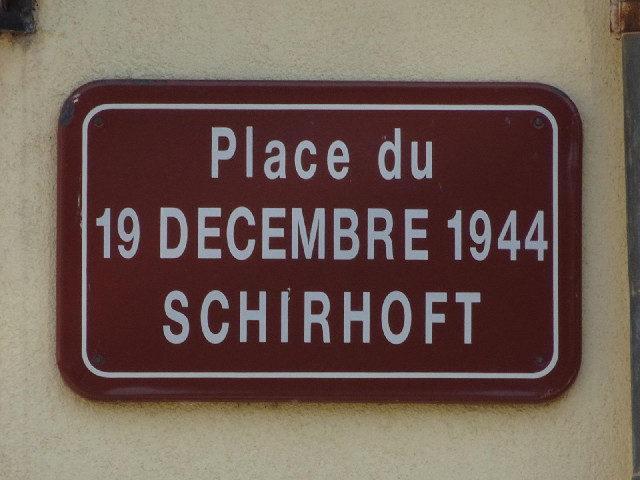 Place du
19 DECEMBRE 1944
SCHIRHOFT